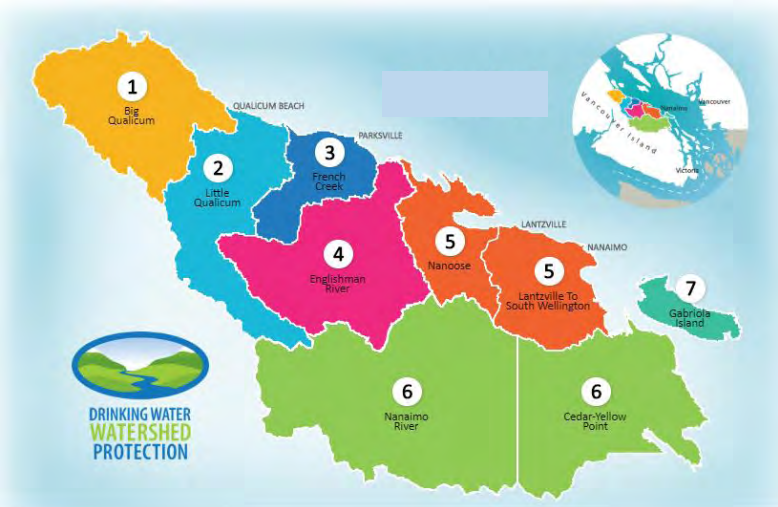 1
Big
Qualicum
QUALICUM BEACH
2
Little
Qualicum
PARKSVILLE
3
French
Creek
4
Englishman
River
5
Nanoose
LANTZVILLE
NANAIMO
5
Lantzville To
South Wellington
7
Gabriola
Island
6
Nanaimo
River
6
Cedar-Yellow
Point
Vancouver Island
Nanaimo
Vancouver
Victoria
DRINKING WATER
WATERSHED
PROTECTION